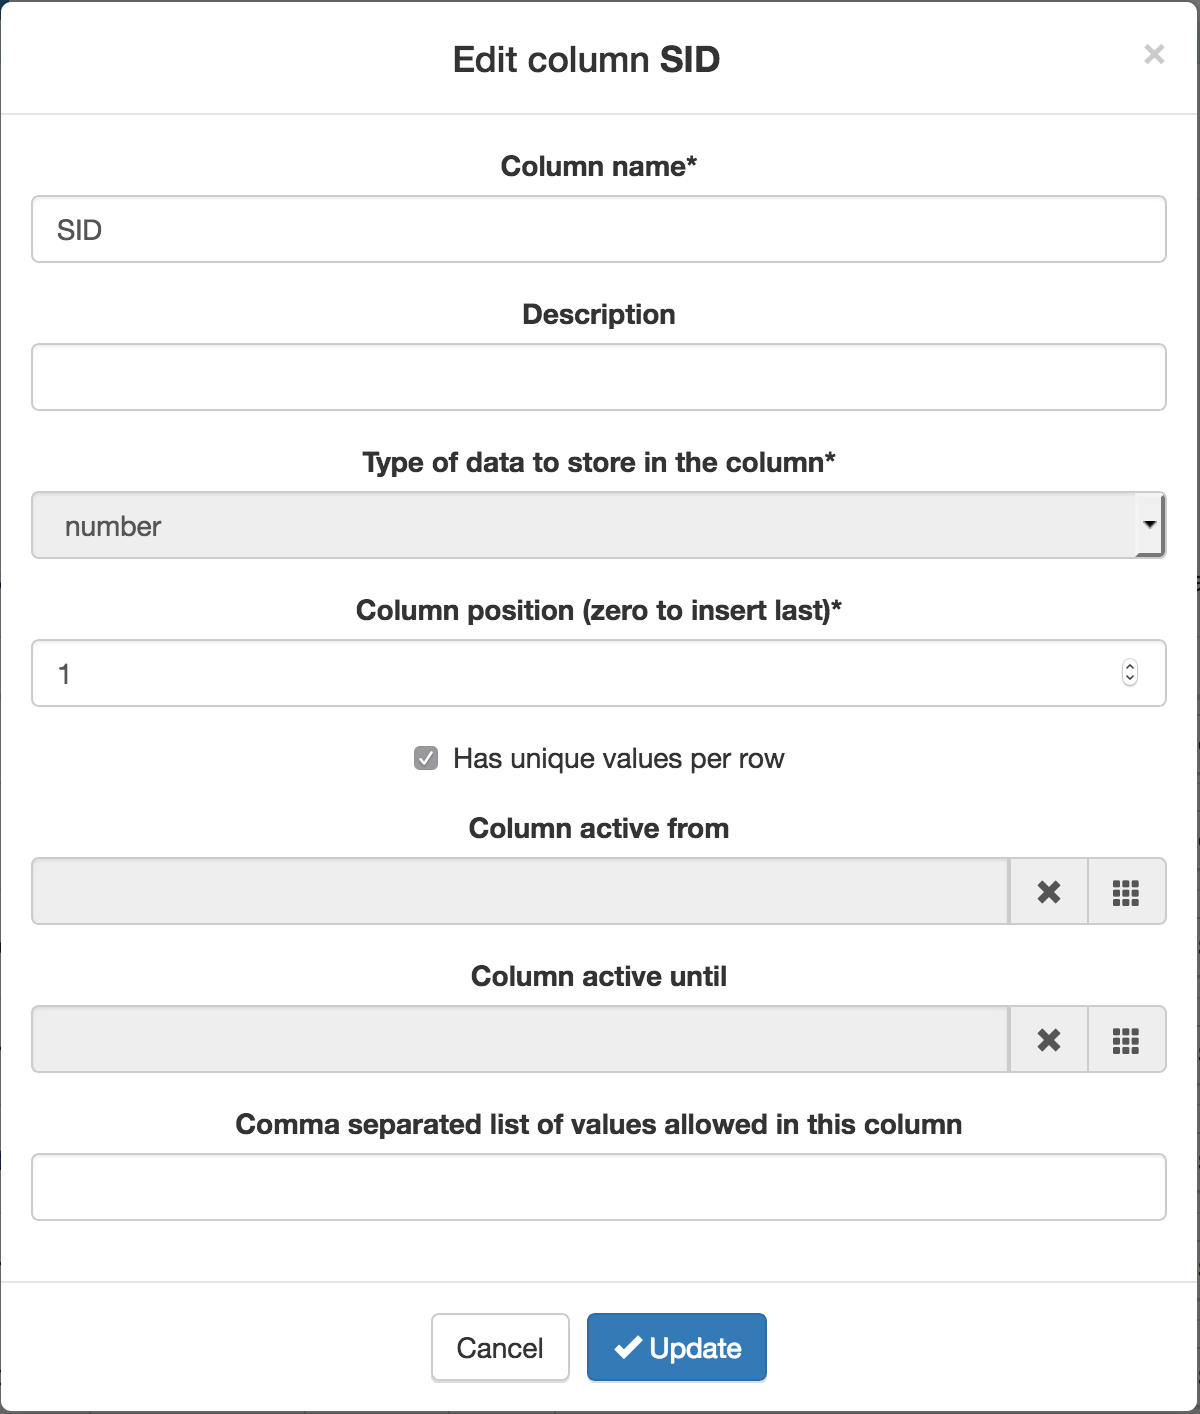 Edit column SID
Column name*
SID
Description
Type of data to store in the column*
number
Column position (zero to insert last)*
1
Has unique values per row
Column active from
Column active until
Comma separated list of values allowed in this column
Cancel
Update